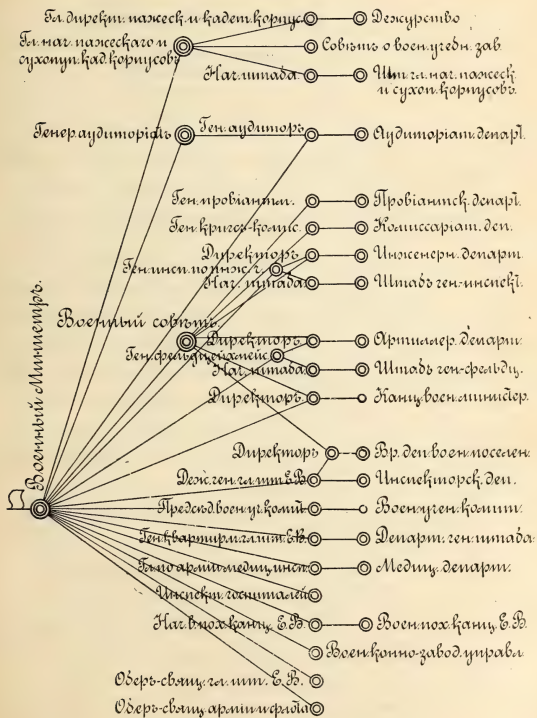 Гл. директ. пажеск. и кадет. корпус.
Дежурство
Гл. нач. пажескаго и
сухопут. кад. корпусовъ
Совѣтъ о воен. учебн. зав.
Нач. штаба
Шт. гл. нач. пажеск.
и сухоп. корпусовъ.
Генер. аудиторіатъ
Ген. аудиторъ
Аудиторіат. департ.
Ген. провіантм.
Провіантск. департ.
Ген. кригсъ-комис.
Комиссаріат. деп.
Директоръ
Инженерн. департ.
Ген. инсп. по инж. ч.
Нач. штаба
Штабъ ген.-инспект.
Военный совѣтъ.
Директоръ
Артиллер. департ.
Ген. фельдцейхмейс.
Нач. штаба
Штабъ ген.-фельдц.
Директоръ
Канц. воен. министер.
Военный Министръ.
Директоръ
Вр. деп. воен. поселен.
Деж. ген. гл. шт. Е. В.
Инспекторск. деп.
Предсѣд. воен. уч. комит.
Воен. учен. комит.
Ген. квартирм. гл. шт. Е. В.
Департ. ген. штаба
Гл. по арміи медиц. инсп.
Медиц. департ.
Инспект. госпиталей
Нач. в. пох. канц. Е. В.
Воен. пох. канц. Е. В.
Воен. конно-завод. управл.
Оберъ-свящ. гл. шт. Е. В.
Оберъ-свящ. арміи и флота